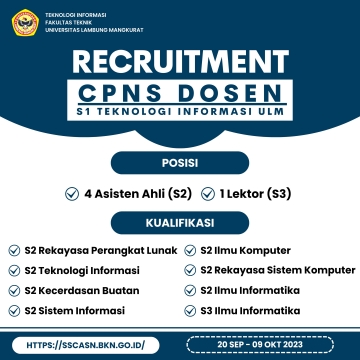 TEKNOLOGI INFORMASI
FAKULTAS TEKNIK
UNIVERSITAS LAMBUNG MANGKURAT
RECRUITMENT
CPNS DOSEN
S1 TEKNOLOGI INFORMASI ULM
POSISI
4 Asisten Ahli (S2)
1 Lektor (S3)
KUALIFIKASI
S2 Rekayasa Perangkat Lunak
S2 Teknologi Informasi
S2 Kecerdasan Buatan
S2 Sistem Informasi
S2 Ilmu Komputer
S2 Rekayasa Sistem Komputer
S2 Ilmu Informatika
S3 Ilmu Informatika
HTTPS://SSCASN.BKN.GO.ID/
20 SEP - 09 OKT 2023